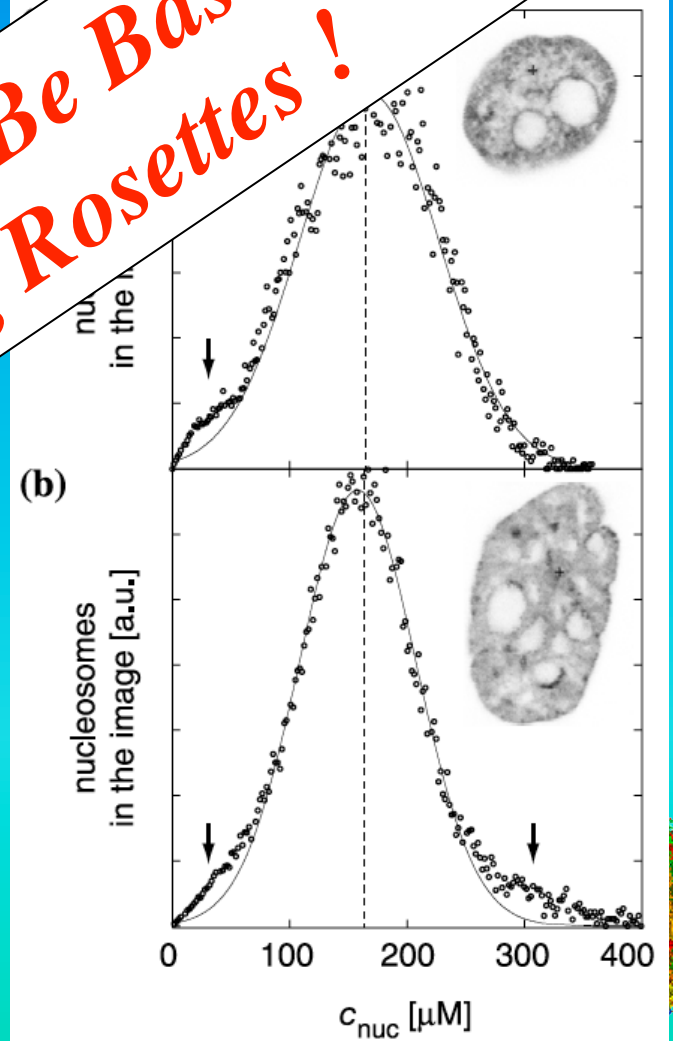 Be Bas
Rosettes !
nu
in the
(b)
nucleosomes
in the image [a.u.]
0 100 200 300 400
c_nuc [µM]